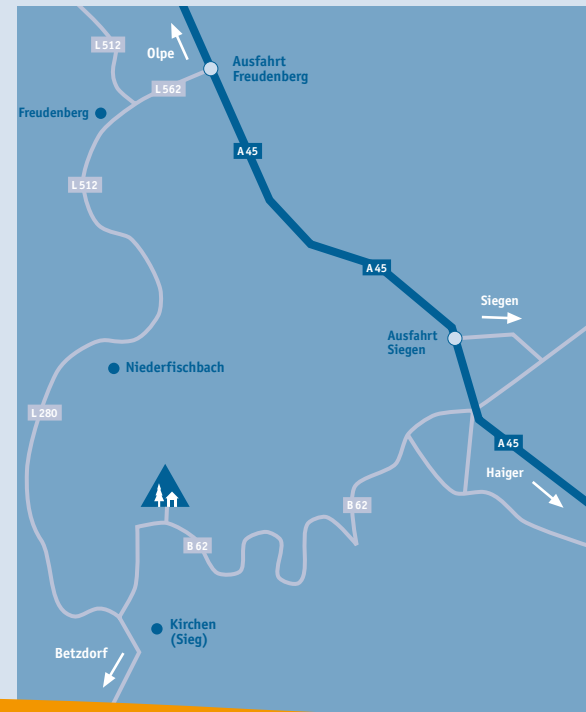 L 512
Olpe
Ausfahrt
Freudenberg
L 562
Freudenberg
A 45
L 512
A 45
Siegen
Ausfahrt
Siegen
Niederfischbach
L 280
A 45
Haiger
B 62
B 62
Kirchen
(Sieg)
Betzdorf